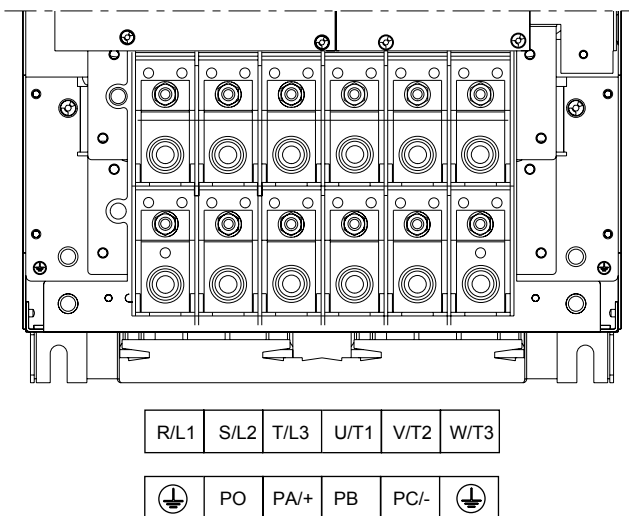 R/L1 S/L2 T/L3 U/T1 V/T2 W/T3
PO PA/+ PB PC/-